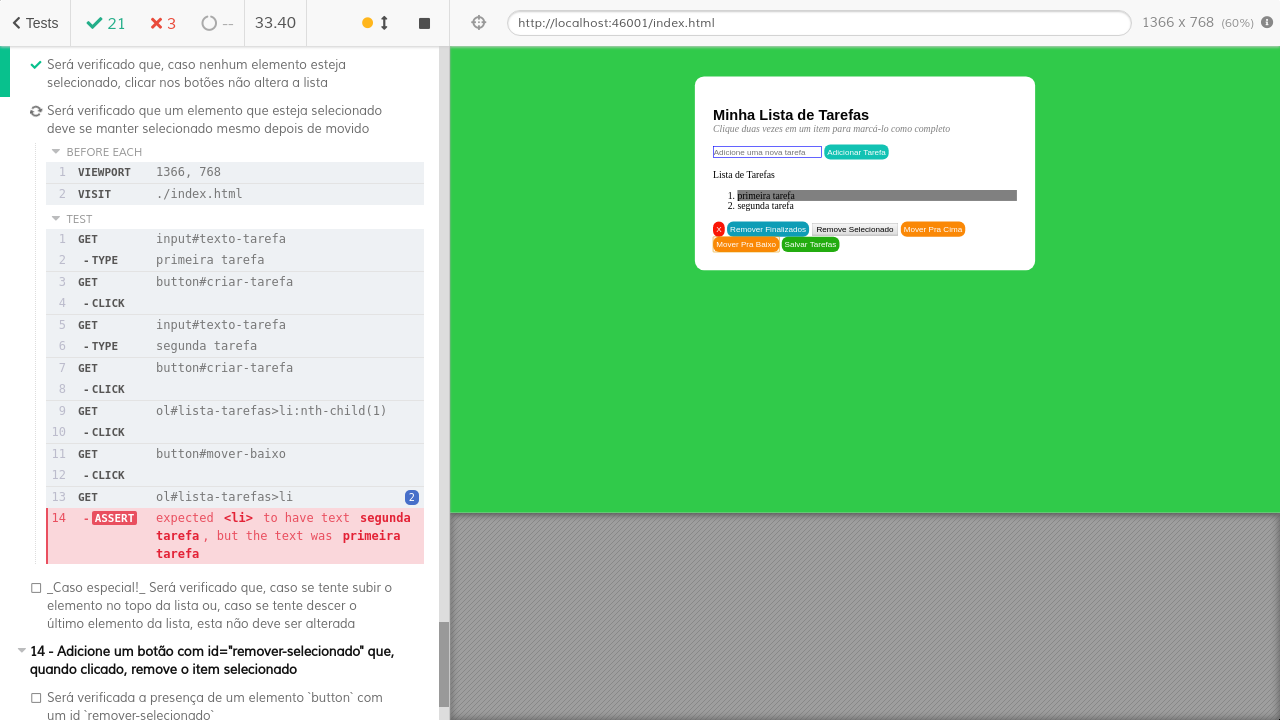 Tests
21
3
--
33.40
http://localhost:46001/index.html
1366 x 768 (60%)
Será verificado que, caso nenhum elemento esteja
selecionado, clicar nos botões não altera a lista
Será verificado que um elemento que esteja selecionado
deve se manter selecionado mesmo depois de movido
BEFORE EACH
1 VIEWPORT 1366, 768
2 VISIT ./index.html
TEST
1 GET input#texto-tarefa
2 -TYPE primeira tarefa
3 GET button#criar-tarefa
4 -CLICK
5 GET input#texto-tarefa
6 -TYPE segunda tarefa
7 GET button#criar-tarefa
8 -CLICK
9 GET ol#lista-tarefas>li:nth-child(1)
10 -CLICK
11 GET button#mover-baixo
12 -CLICK
13 GET ol#lista-tarefas>li 2
14 -ASSERT expected <li> to have text segunda
tarefa, but the text was primeira
tarefa
_Caso especial!_ Será verificado que, caso se tente subir o
elemento no topo da lista ou, caso se tente descer o
último elemento da lista, esta não deve ser alterada
14 - Adicione um botão com id="remover-selecionado" que,
quando clicado, remove o item selecionado
Será verificada a presença de um elemento `button` com
um id `remover-selecionado`
Minha Lista de Tarefas
Clique duas vezes em um item para marcá-lo como completo
Adicione uma nova tarefa Adicionar Tarefa
Lista de Tarefas
1. primeira tarefa
2. segunda tarefa
X Remover Finalizados Remove Selecionado Mover Pra Cima
Mover Pra Baixo Salvar Tarefas